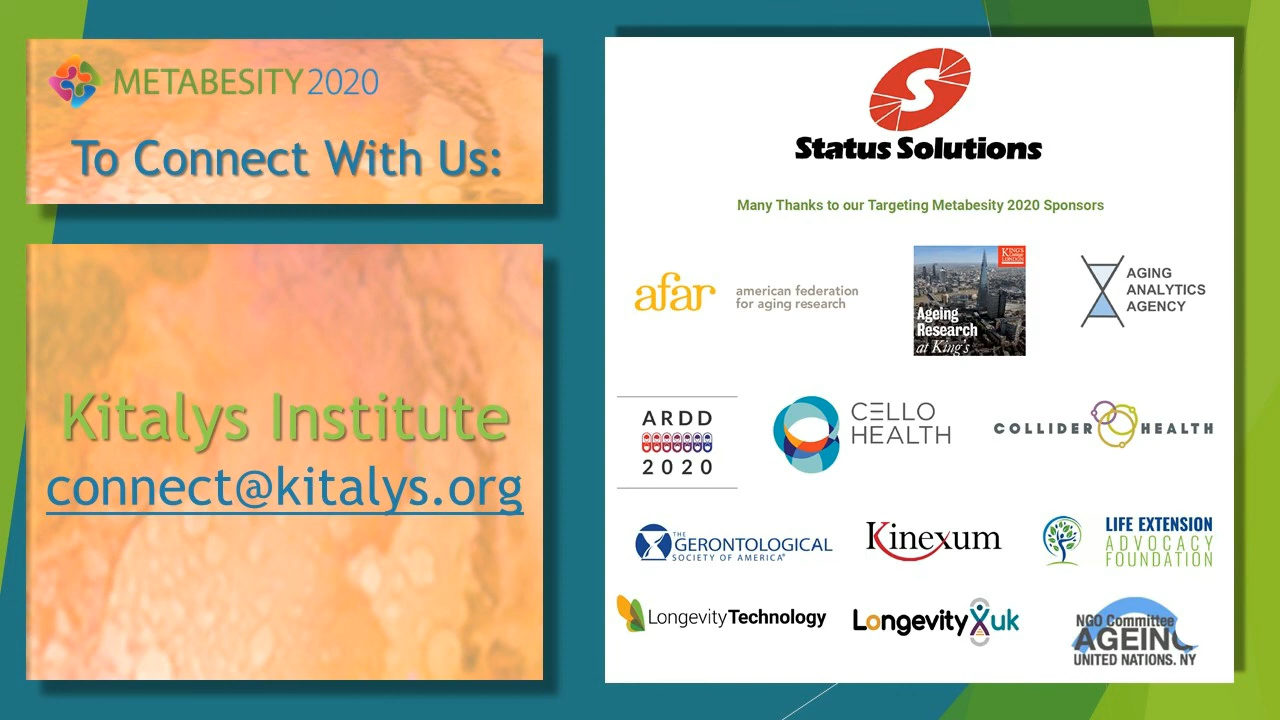 METABESITY 2020
To Connect With Us:
Kitalys Institute
connect@kitalys.org
Status Solutions
Many Thanks to our Targeting Metabesity 2020 Sponsors
afar
american federation
for aging research
KING'S
College
LONDON
Ageing
Research
at King's
AGING
ANALYTICS
AGENCY
ARDD
2020
CELLO
HEALTH
COLLIDER HEALTH
THE
GERONTOLOGICAL
SOCIETY OF AMERICA®
Kinexum
LIFE EXTENSION
ADVOCACY
FOUNDATION
LongevityTechnology
Longevity uk
NGO Committee
AGEING
UNITED NATIONS. NY